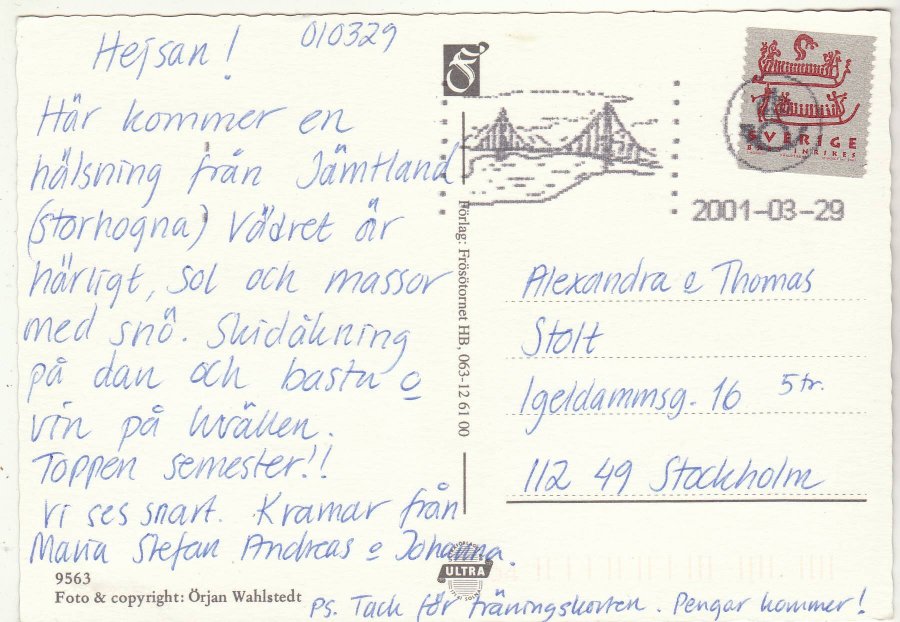 Hejsan! 010329
Här kommer en
hälsning från Jämtland
(Storhogna) Vädret är
härligt, sol och massor
med snö. Skidåkning
på dan och bastu o
vin på kvällen.
Toppen semester!!
Vi ses snart. Kramar från
Maria Stefan Andreas o Johanna.
Ps. Tack för träningskorten. Pengar kommer!
9563
Foto & copyright: Örjan Wahlstedt
Förlag: Frösötornet HB, 063-12 61 00
ULTRA
SVERIGE
INRIKES
2001-03-29
Alexandra o Thomas
Stolt
Igeldammsg. 16 5tr.
112 49 Stockholm